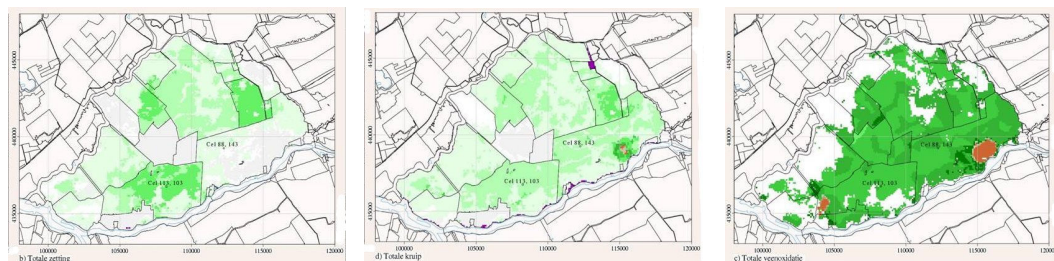 445000
440000
435000
Cel 88, 143
Cel 113, 103
100000 105000 110000 115000 120000
b) Totale zetting
445000
440000
435000
Cel 88, 143
Cel 113, 103
100000 105000 110000 115000 120000
d) Totale kruip
445000
440000
435000
Cel 88, 143
Cel 113, 103
100000 105000 110000 115000 120000
c) Totale veenoxidatie